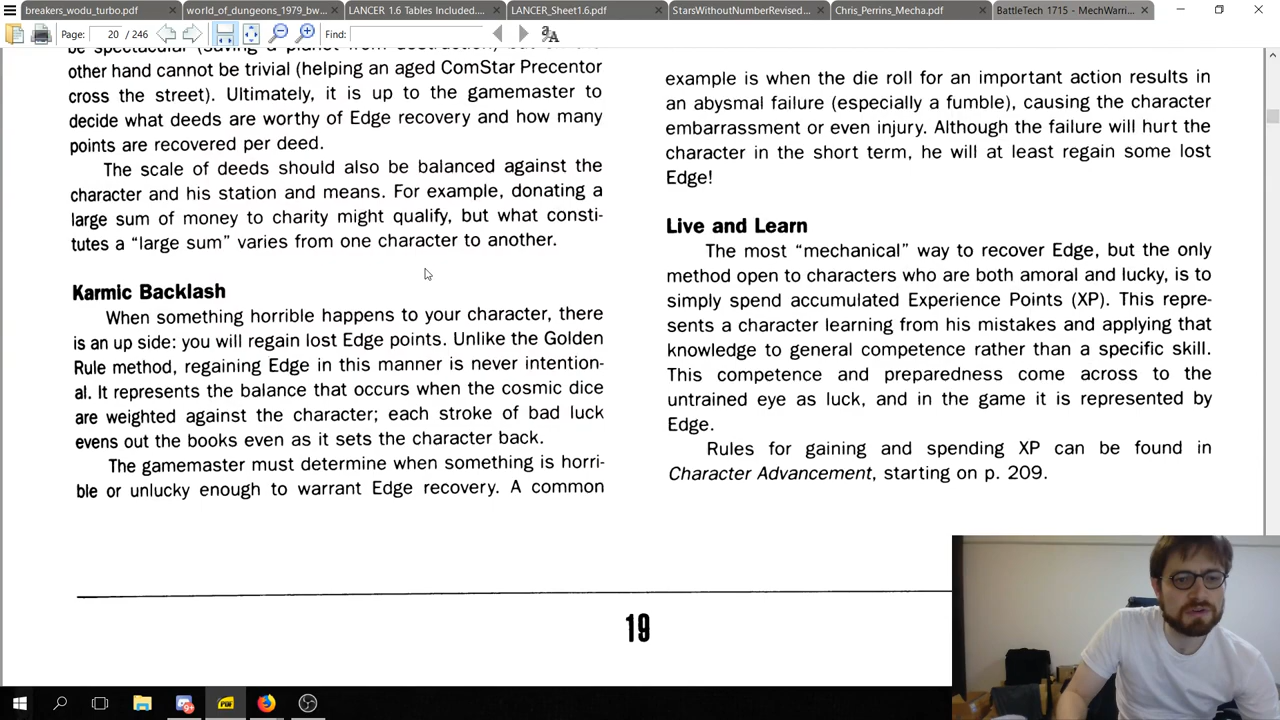 breakers_wodu_turbo.pdf
world_of_dungeons_1979_bw...
LANCER 1.6 Tables Included....
LANCER_Sheet1.6.pdf
StarsWithoutNumberRevised...
Chris_Perrins_Mecha.pdf
BattleTech 1715 - MechWarri...
Page:
20 / 246
Find:
be spectacular (saving a planet from destruction) but on the
other hand cannot be trivial (helping an aged ComStar Precentor
cross the street). Ultimately, it is up to the gamemaster to
decide what deeds are worthy of Edge recovery and how many
points are recovered per deed.
The scale of deeds should also be balanced against the
character and his station and means. For example, donating a
large sum of money to charity might qualify, but what consti-
tutes a "large sum" varies from one character to another.
Karmic Backlash
When something horrible happens to your character, there
is an up side: you will regain lost Edge points. Unlike the Golden
Rule method, regaining Edge in this manner is never intention-
al. It represents the balance that occurs when the cosmic dice
are weighted against the character; each stroke of bad luck
evens out the books even as it sets the character back.
The gamemaster must determine when something is horri-
ble or unlucky enough to warrant Edge recovery. A common
example is when the die roll for an important action results in
an abysmal failure (especially a fumble), causing the character
embarrassment or even injury. Although the failure will hurt the
character in the short term, he will at least regain some lost
Edge!
Live and Learn
The most "mechanical" way to recover Edge, but the only
method open to characters who are both amoral and lucky, is to
simply spend accumulated Experience Points (XP). This repre-
sents a character learning from his mistakes and applying that
knowledge to general competence rather than a specific skill.
This competence and preparedness come across to the
untrained eye as luck, and in the game it is represented by
Edge.
Rules for gaining and spending XP can be found in
Character Advancement, starting on p. 209.
19